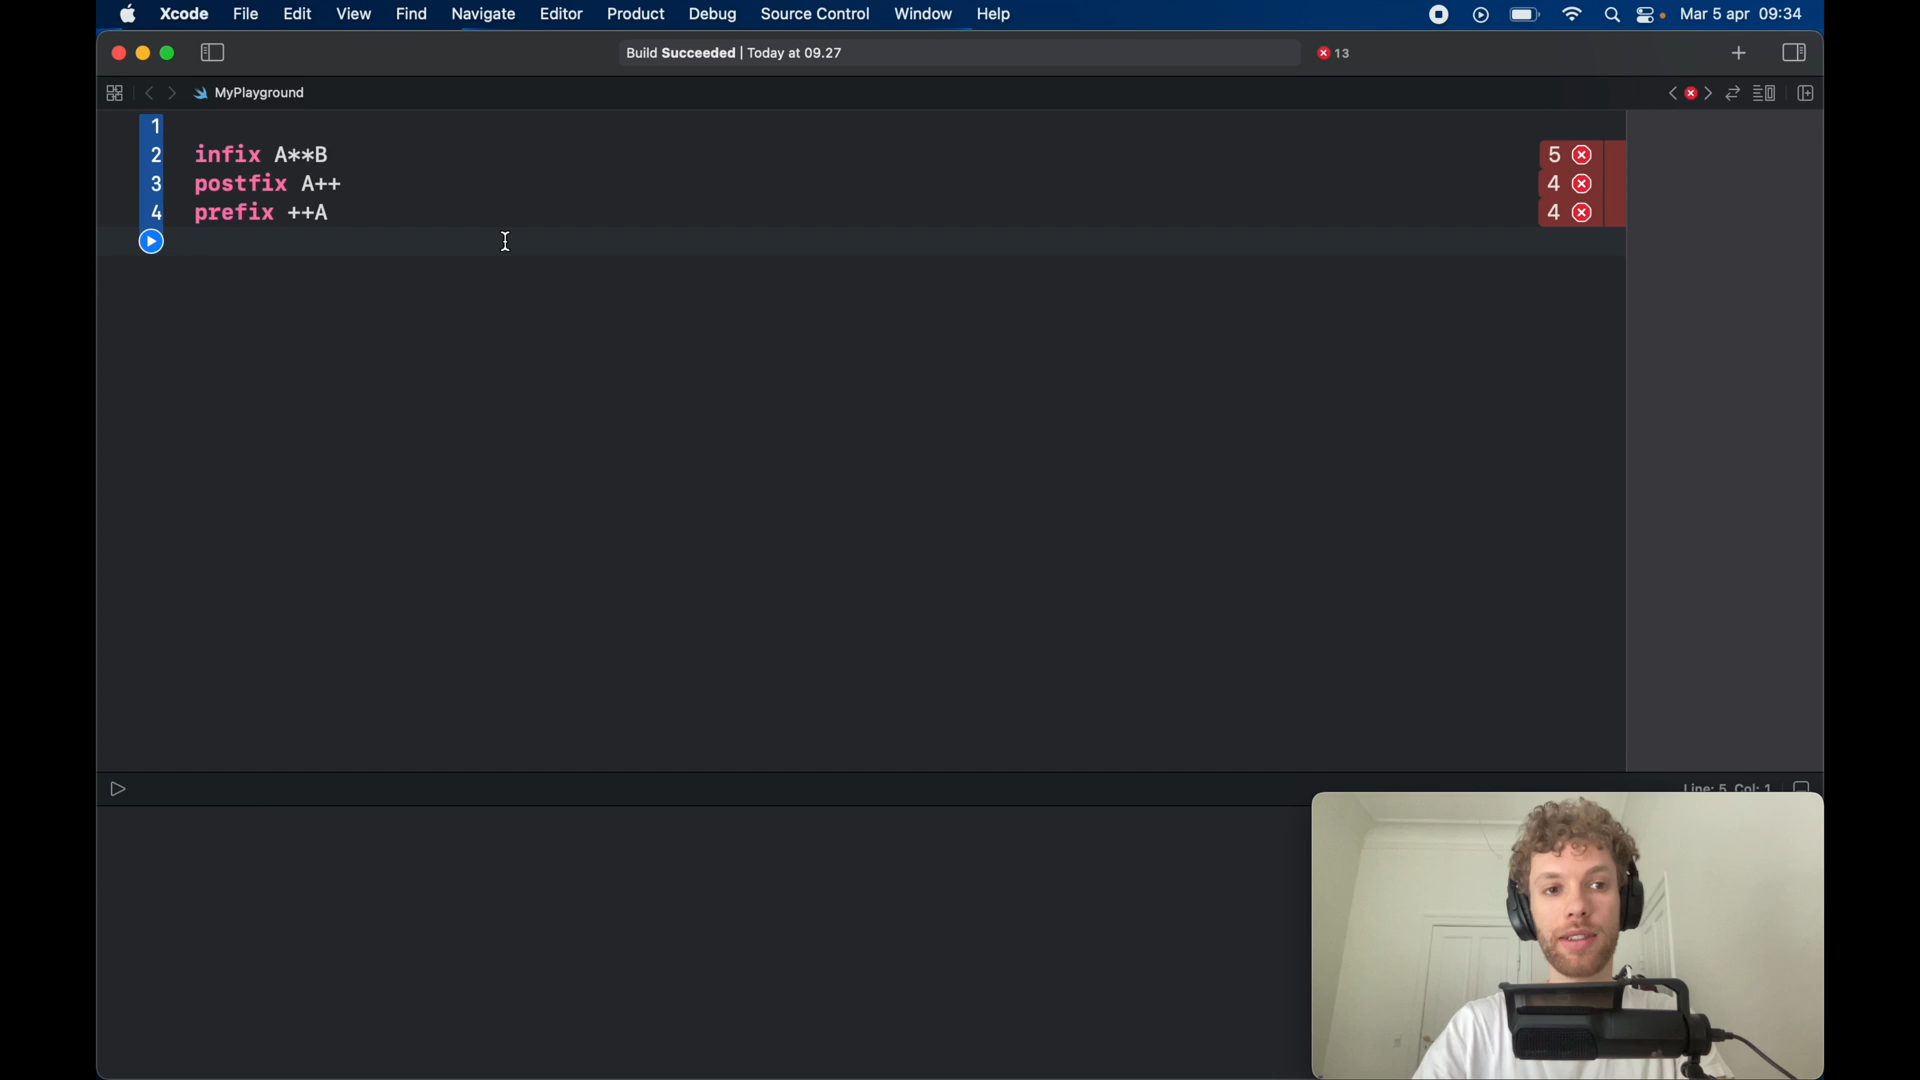 Xcode File Edit View Find Navigate Editor Product Debug Source Control Window Help Mar 5 apr 09:34
Build Succeeded | Today at 09.27 13
MyPlayground
1
2 infix A**B 5
3 postfix A++ 4
4 prefix ++A 4
Line: 5 Col: 1